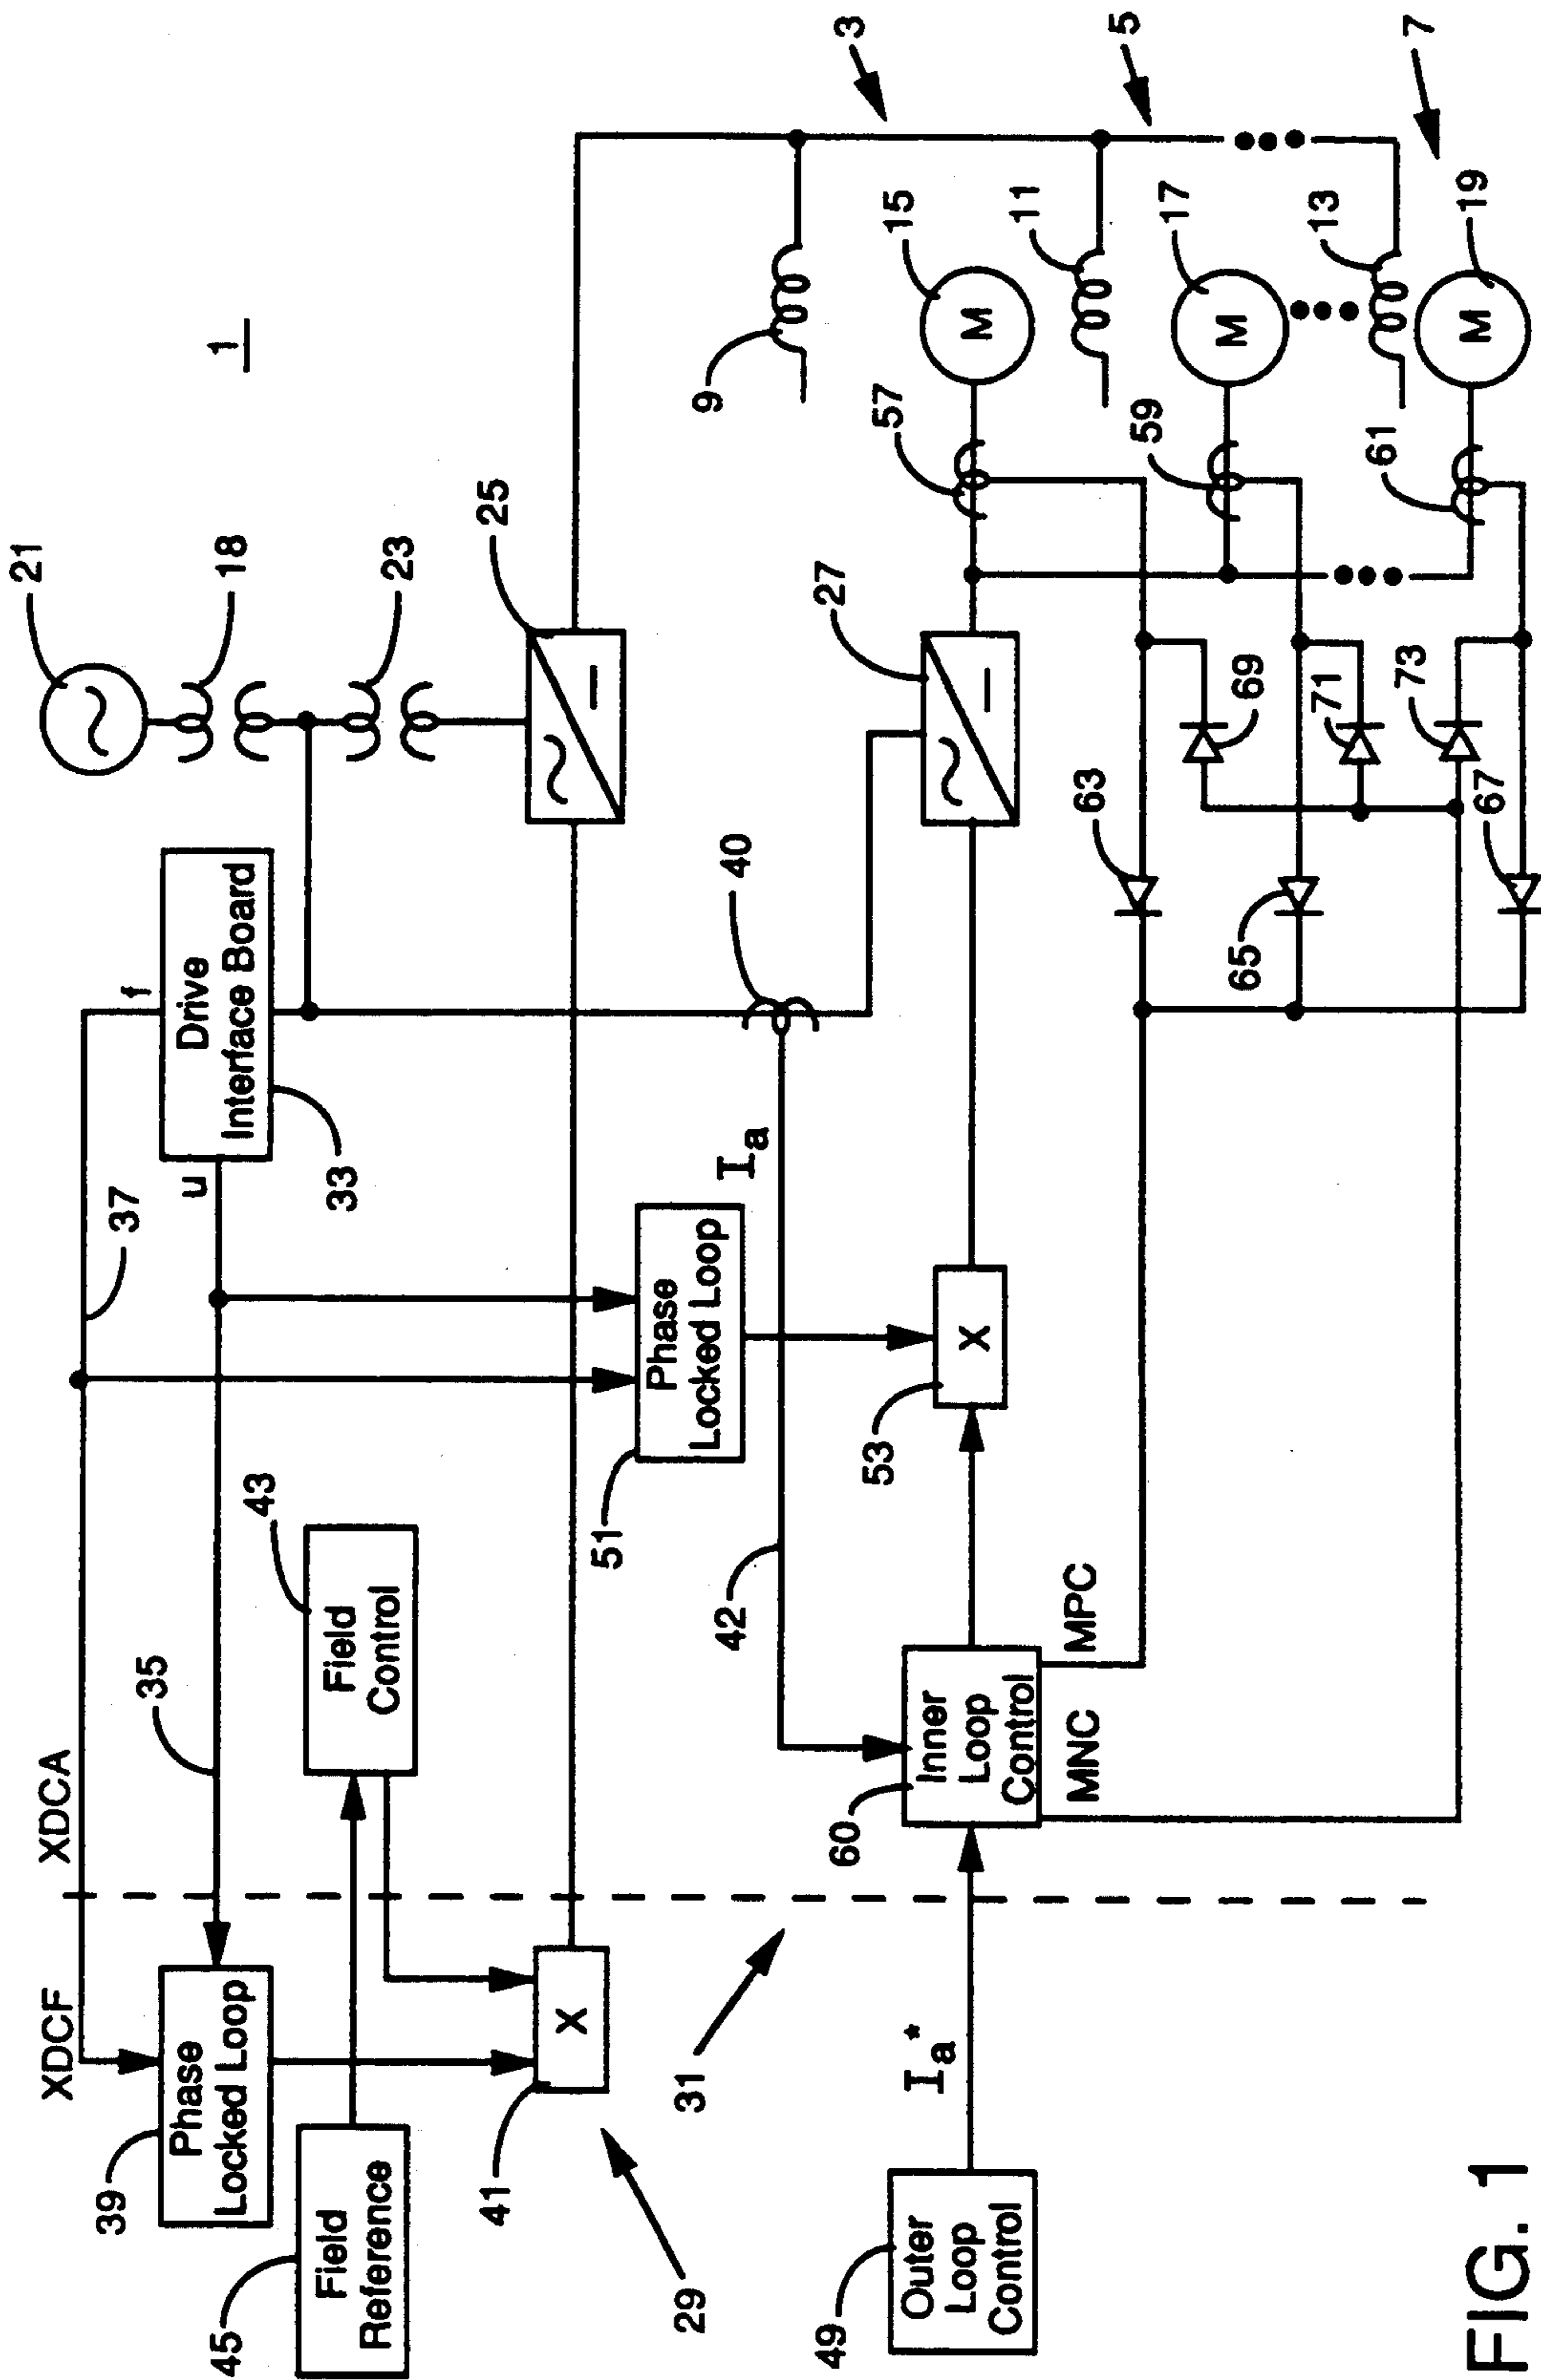 1
21
18
23
25
XDCF
XDCA
37
f
Drive
Interface Board
u
33
35
39
Phase
Locked Loop
45
Field
Reference
43
Field
Control
41
X
29
31
51
Phase
Locked Loop
I_a
40
42
27
53
X
49
Outer
Loop
Control
I_a*
60
Inner
Loop
Control
MNC
MPC
3
5
7
9
15
M
11
17
M
13
19
M
57
59
61
63
65
67
69
71
73
FIG. 1